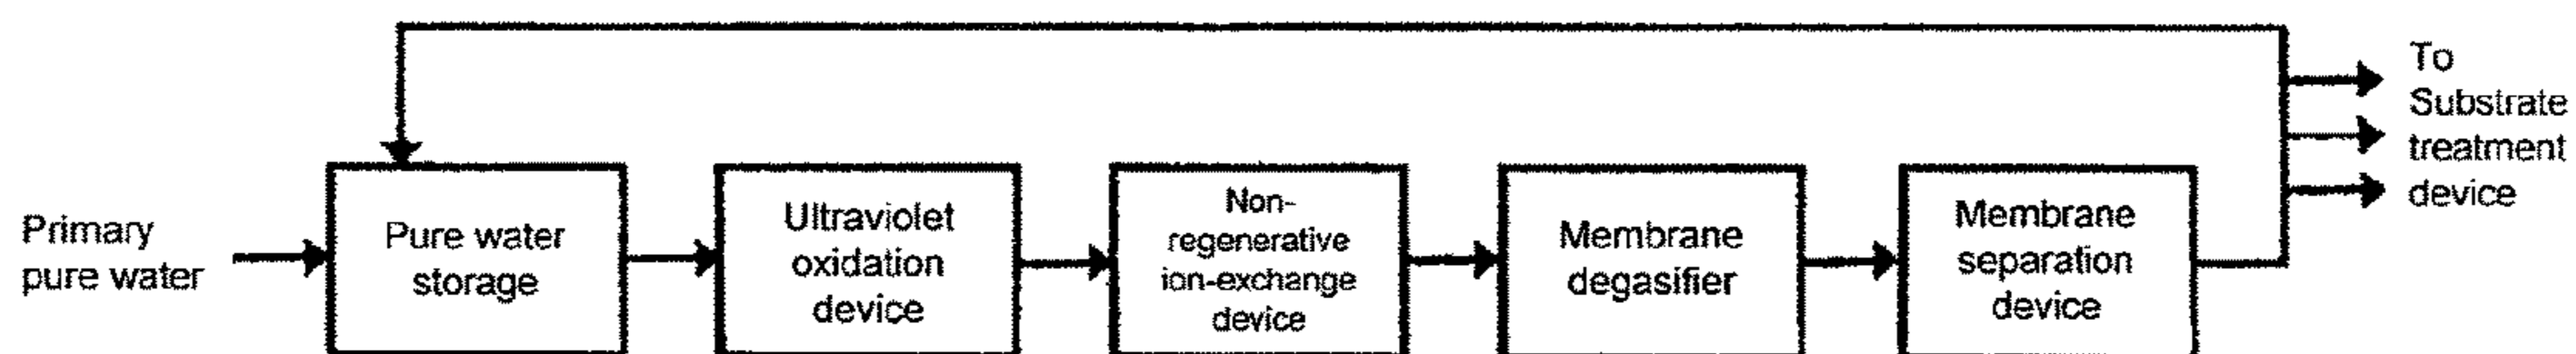 Primary
pure water
Pure water
storage
Ultraviolet
oxidation
device
Non-
regenerative
ion-exchange
device
Membrane
degasifier
Membrane
separation
device
To
Substrate
treatment
device